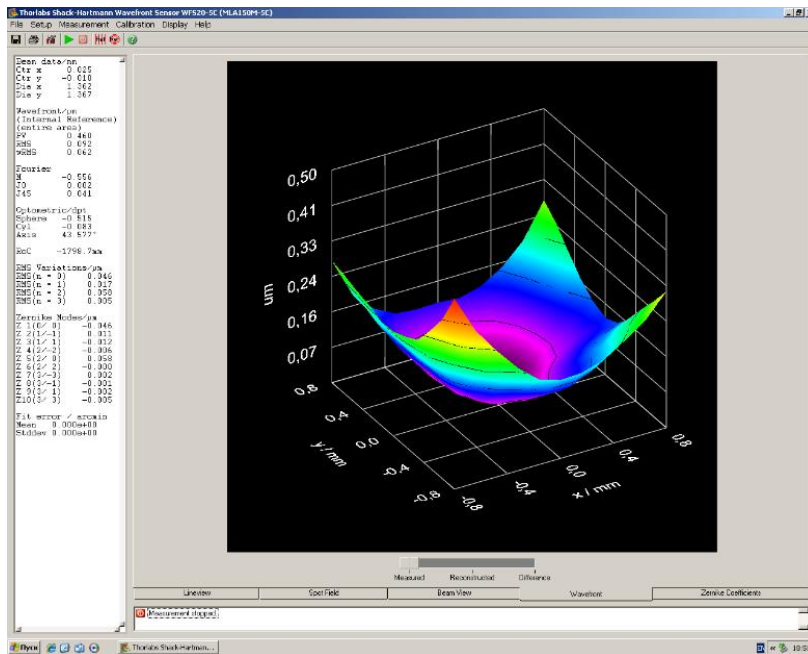 Thorlabs Shack-Hartmann Wavefront Sensor WFS20-5C (MLA150M-5C)
File Setup Measurement Calibration Display Help
Beam data/mm
Ctr x 0.025
Ctr y -0.010
Dia x 1.362
Dia y 1.367
Wavefront/µm
(Internal Reference)
(entire area)
PV 0.460
RMS 0.092
wRMS 0.062
Fourier
M -0.556
J0 0.002
J45 0.041
Optometric/dpt
Sphere -0.515
Cyl -0.083
Axis 43.577°
RoC -1798.7mm
RMS Variations/µm
RMS(n = 0) 0.046
RMS(n = 1) 0.017
RMS(n = 2) 0.058
RMS(n = 3) 0.005
Zernike Modes/µm
Z 1(0/ 0) -0.046
Z 2(1/-1) 0.011
Z 3(1/ 1) -0.012
Z 4(2/-2) -0.006
Z 5(2/ 0) 0.058
Z 6(2/ 2) -0.000
Z 7(3/-3) 0.002
Z 8(3/-1) -0.001
Z 9(3/ 1) -0.002
Z10(3/ 3) -0.005
Fit error / arcmin
Mean 0.000e+00
Stddev 0.000e+00
0,50
0,41
0,33
0,24
0,16
0,07
um
0,8
0,4
0,0
-0,4
-0,8
y / mm
-0,8
-0,4
0,0
0,4
0,8
x / mm
Measured Reconstructed Difference
Lineview Spot Field Beam View Wavefront Zernike Coefficients
Measurement stopped.
Пуск Thorlabs Shack-Hartman... EN